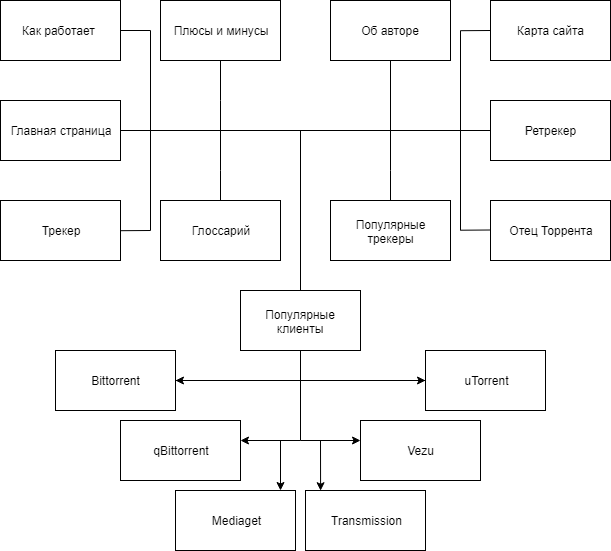 Как работает
Плюсы и минусы
Об авторе
Карта сайта
Главная страница
Ретрекер
Трекер
Глоссарий
Популярные
трекеры
Отец Торрента
Популярные
клиенты
Bittorrent
uTorrent
qBittorrent
Vezu
Mediaget
Transmission